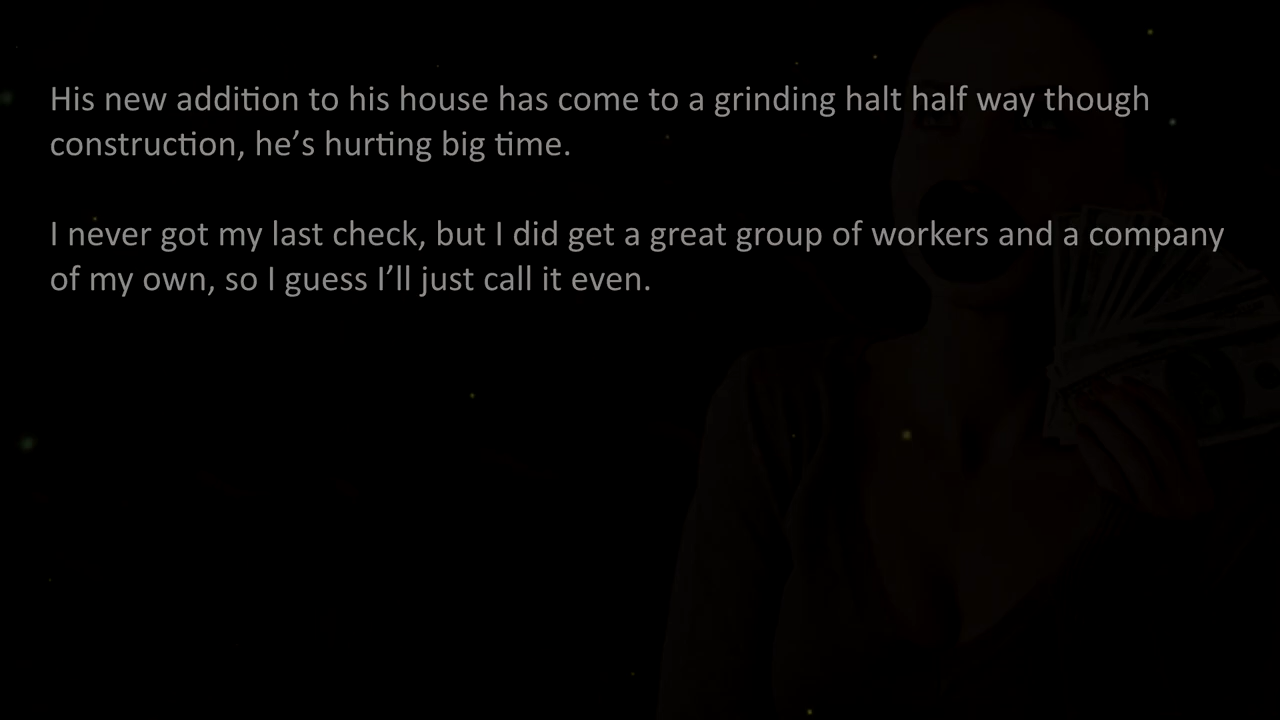 His new addition to his house has come to a grinding halt half way though
construction, he’s hurting big time.
I never got my last check, but I did get a great group of workers and a company
of my own, so I guess I’ll just call it even.